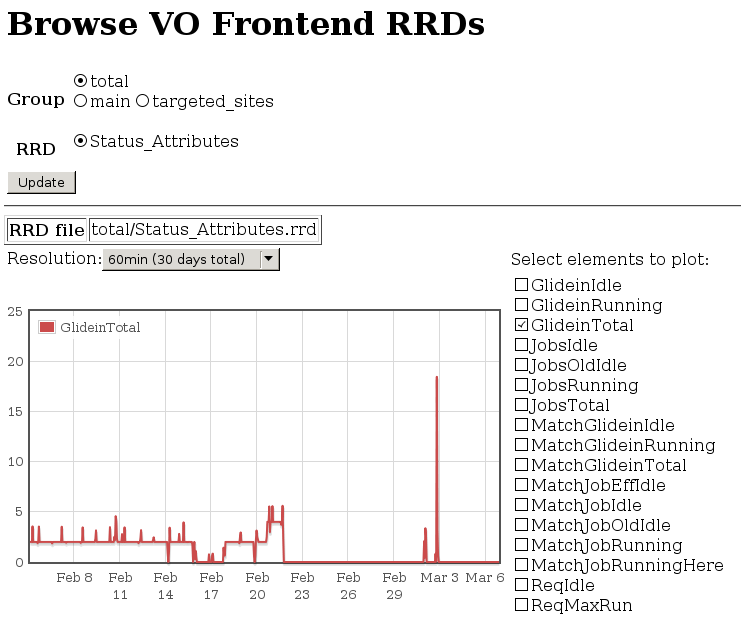 Browse VO Frontend RRDs
Group
total
main targeted_sites
RRD
Status_Attributes
Update
RRD file total/Status_Attributes.rrd
Resolution: 60min (30 days total)
Select elements to plot:
GlideinIdle
GlideinRunning
GlideinTotal
JobsIdle
JobsOldIdle
JobsRunning
JobsTotal
MatchGlideinIdle
MatchGlideinRunning
MatchGlideinTotal
MatchJobEffIdle
MatchJobIdle
MatchJobOldIdle
MatchJobRunning
MatchJobRunningHere
ReqIdle
ReqMaxRun
GlideinTotal
25
20
15
10
5
0
Feb 8
Feb 11
Feb 14
Feb 17
Feb 20
Feb 23
Feb 26
Feb 29
Mar 3
Mar 6